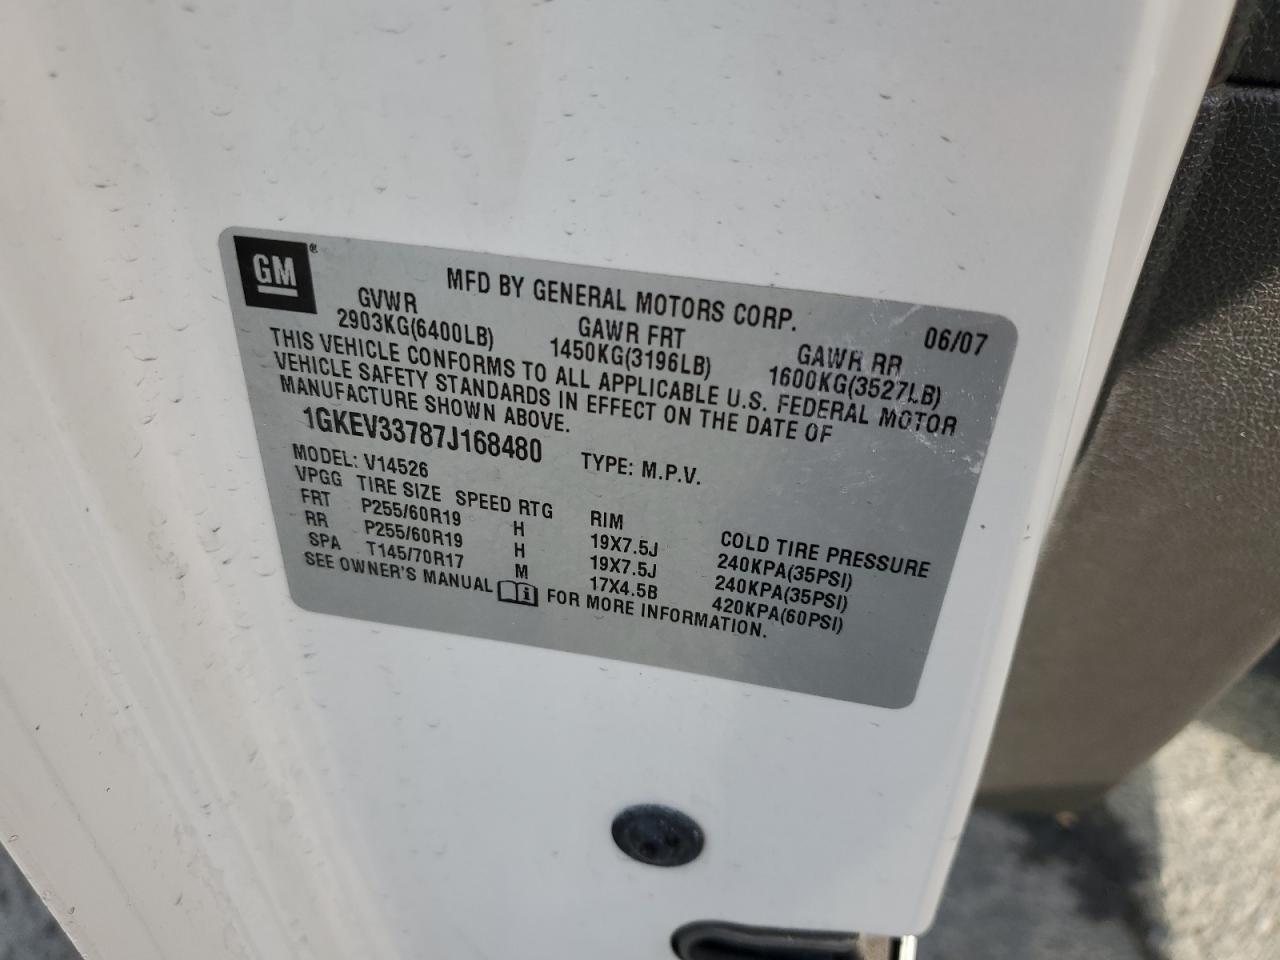 GM ®
MFD BY GENERAL MOTORS CORP.
06/07
GVWR GAWR FRT GAWR RR
2903KG(6400LB) 1450KG(3196LB) 1600KG(3527LB)
THIS VEHICLE CONFORMS TO ALL APPLICABLE U.S. FEDERAL MOTOR
VEHICLE SAFETY STANDARDS IN EFFECT ON THE DATE OF
MANUFACTURE SHOWN ABOVE.
1GKEV33787J168480 TYPE: M.P.V.
MODEL: V14526
VPGG TIRE SIZE SPEED RTG RIM COLD TIRE PRESSURE
FRT P255/60R19 H 19X7.5J 240KPA(35PSI)
RR P255/60R19 H 19X7.5J 240KPA(35PSI)
SPA T145/70R17 M 17X4.5B 420KPA(60PSI)
SEE OWNER'S MANUAL i FOR MORE INFORMATION.